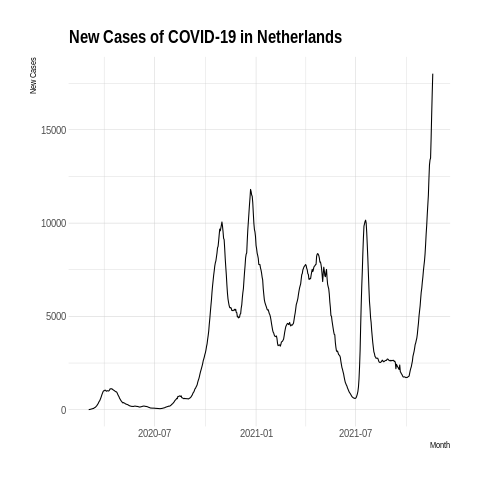 New Cases of COVID-19 in Netherlands
New Cases
15000
10000
5000
0
2020-07
2021-01
2021-07
Month